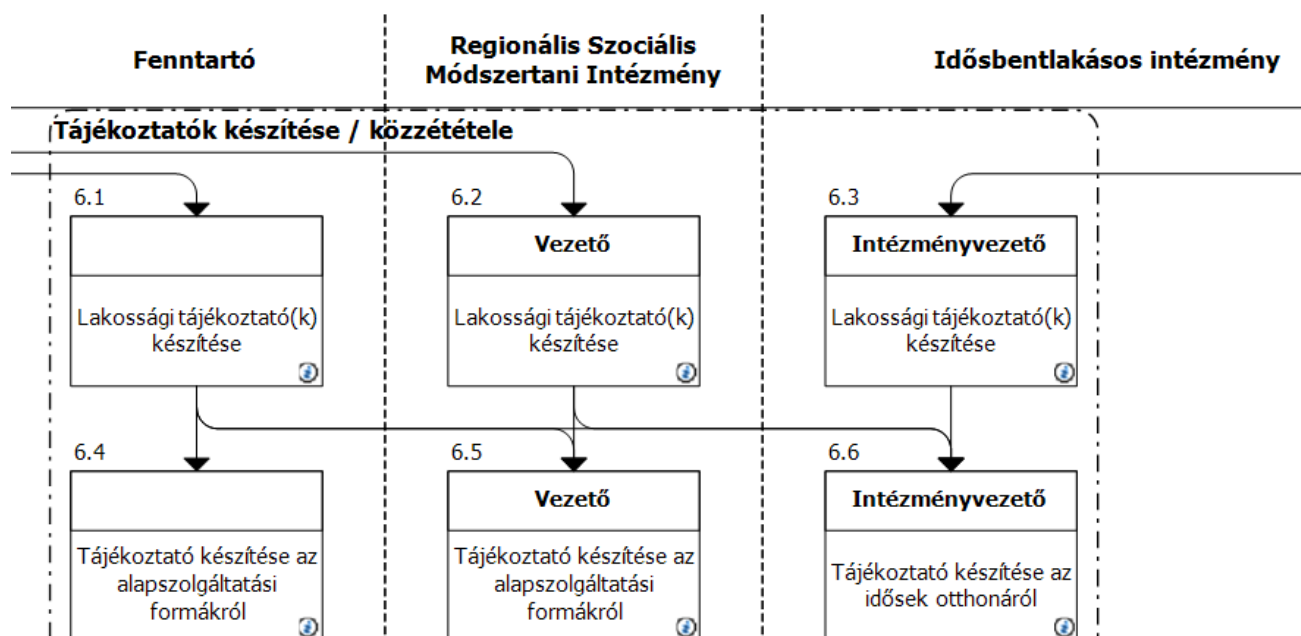 Fenntartó
Regionális Szociális
Módszertani Intézmény
Idősbentlakásos intézmény
Tájékoztatók készítése / közzététele
6.1
6.2
6.3
Vezető
Intézményvezető
Lakossági tájékoztató(k)
készítése
Lakossági tájékoztató(k)
készítése
Lakossági tájékoztató(k)
készítése
6.4
6.5
6.6
Vezető
Intézményvezető
Tájékoztató készítése az
alapszolgáltatási
formákról
Tájékoztató készítése az
alapszolgáltatási
formákról
Tájékoztató készítése az
idősek otthonáról